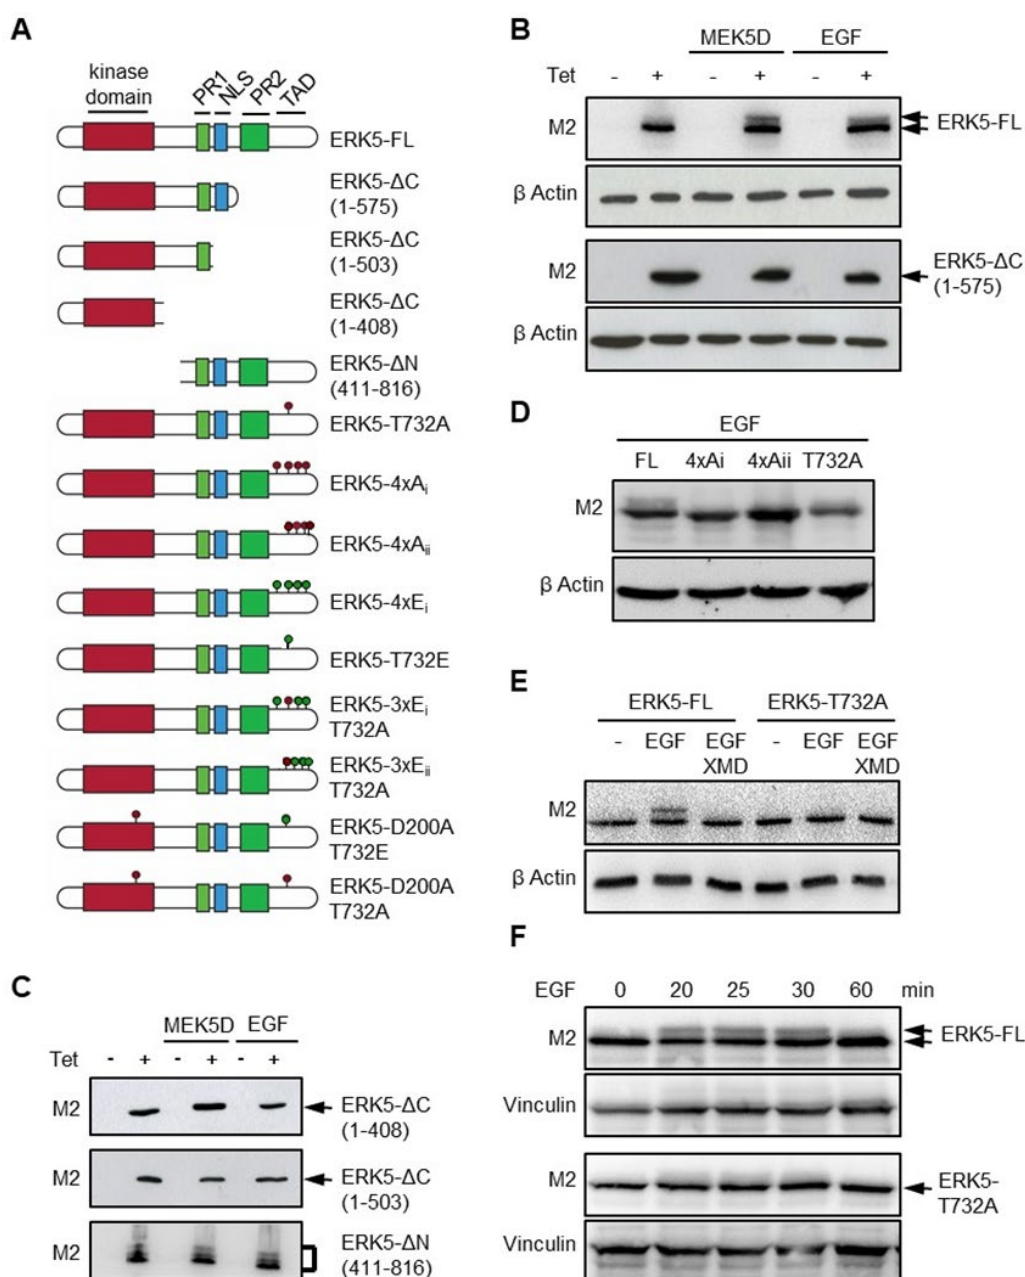 A
kinase
domain
PR1 NLS PR2 TAD
ERK5-FL
ERK5-ΔC
(1-575)
ERK5-ΔC
(1-503)
ERK5-ΔC
(1-408)
ERK5-ΔN
(411-816)
ERK5-T732A
ERK5-4xAi
ERK5-4xAii
ERK5-4xEi
ERK5-T732E
ERK5-3xEi
T732A
ERK5-3xEii
T732A
ERK5-D200A
T732E
ERK5-D200A
T732A
B
MEK5D EGF
Tet - + - + - +
M2 ERK5-FL
β Actin
M2 ERK5-ΔC
(1-575)
β Actin
C
MEK5D EGF
Tet - + - + - +
M2 ERK5-ΔC
(1-408)
M2 ERK5-ΔC
(1-503)
M2 ERK5-ΔN
(411-816)
D
EGF
FL 4xAi 4xAii T732A
M2
β Actin
E
ERK5-FL ERK5-T732A
- EGF EGF - EGF EGF
XMD XMD
M2
β Actin
F
EGF 0 20 25 30 60 min
M2 ERK5-FL
Vinculin
M2 ERK5-
T732A
Vinculin